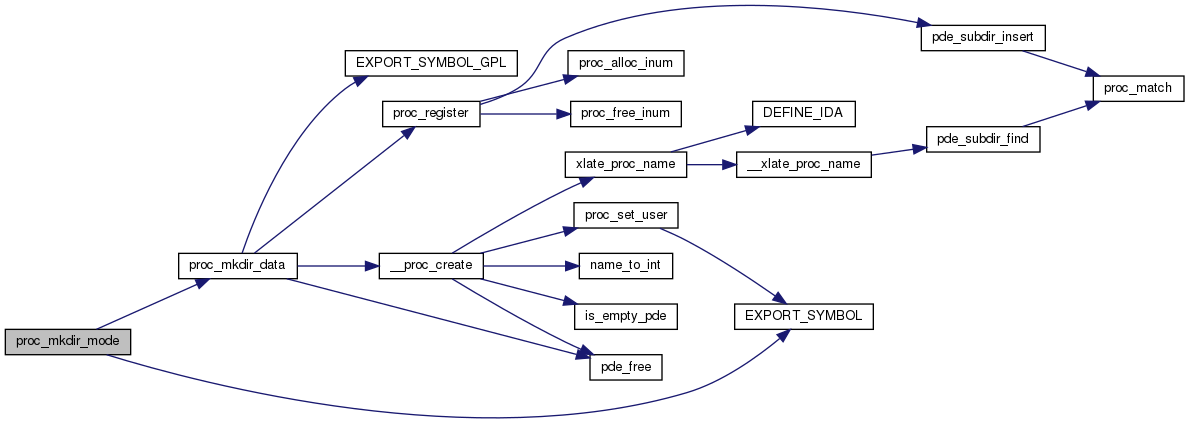 pde_subdir_insert
EXPORT_SYMBOL_GPL
proc_alloc_inum
proc_match
proc_register
proc_free_inum
DEFINE_IDA
pde_subdir_find
xlate_proc_name
__xlate_proc_name
proc_set_user
proc_mkdir_data
__proc_create
name_to_int
is_empty_pde
EXPORT_SYMBOL
proc_mkdir_mode
pde_free